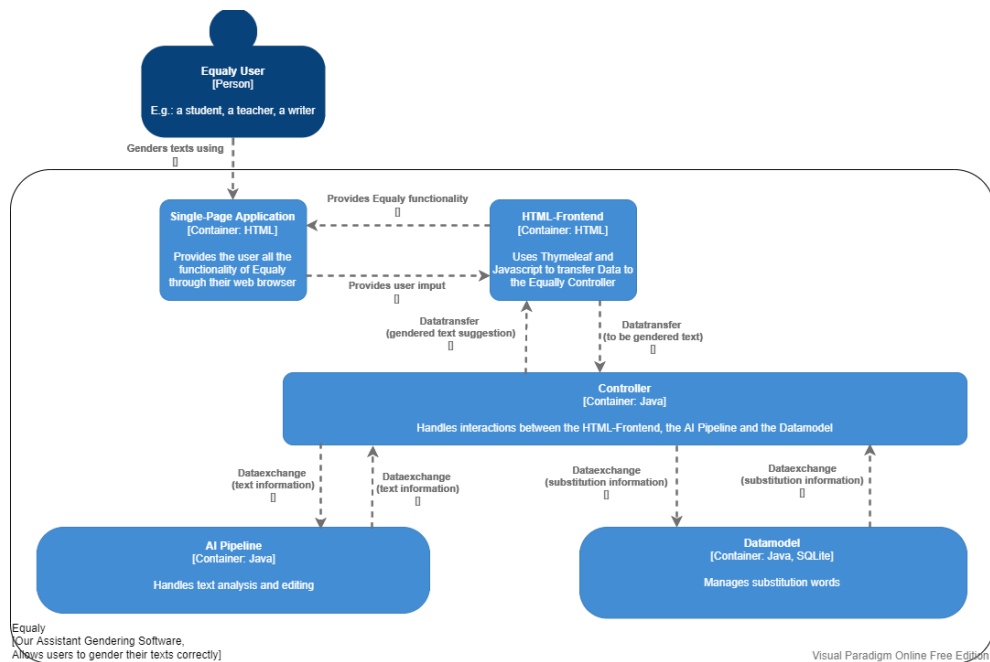 Equaly User
[Person]
E.g.: a student, a teacher, a writer
Genders texts using
[]
Single-Page Application
[Container: HTML]
Provides the user all the
functionality of Equaly
through their web browser
Provides Equaly functionality
[]
Provides user imput
[]
HTML-Frontend
[Container: HTML]
Uses Thymeleaf and
Javascript to transfer Data to
the Equally Controller
Datatransfer
(gendered text suggestion)
[]
Datatransfer
(to be gendered text)
[]
Controller
[Container: Java]
Handles interactions between the HTML-Frontend, the AI Pipeline and the Datamodel
Dataexchange
(text information)
[]
Dataexchange
(text information)
[]
Dataexchange
(substitution information)
[]
Dataexchange
(substitution information)
[]
AI Pipeline
[Container: Java]
Handles text analysis and editing
Datamodel
[Container: Java, SQLite]
Manages substitution words
Equaly
[Our Assistant Gendering Software,
Allows users to gender their texts correctly]
Visual Paradigm Online Free Edition